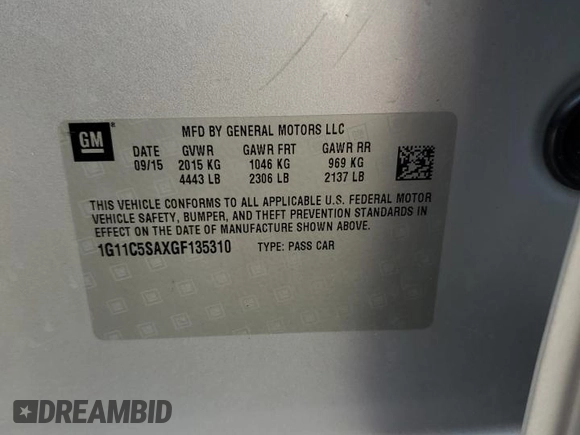 GM
MFD BY GENERAL MOTORS LLC
DATE GVWR GAWR FRT GAWR RR
09/15 2015 KG 1046 KG 969 KG
4443 LB 2306 LB 2137 LB
THIS VEHICLE CONFORMS TO ALL APPLICABLE U.S. FEDERAL MOTOR
VEHICLE SAFETY, BUMPER, AND THEFT PREVENTION STANDARDS IN
EFFECT ON THE DATE OF MANUFACTURE SHOWN ABOVE.
1G11C5SAXGF135310 TYPE: PASS CAR
DREAMBID